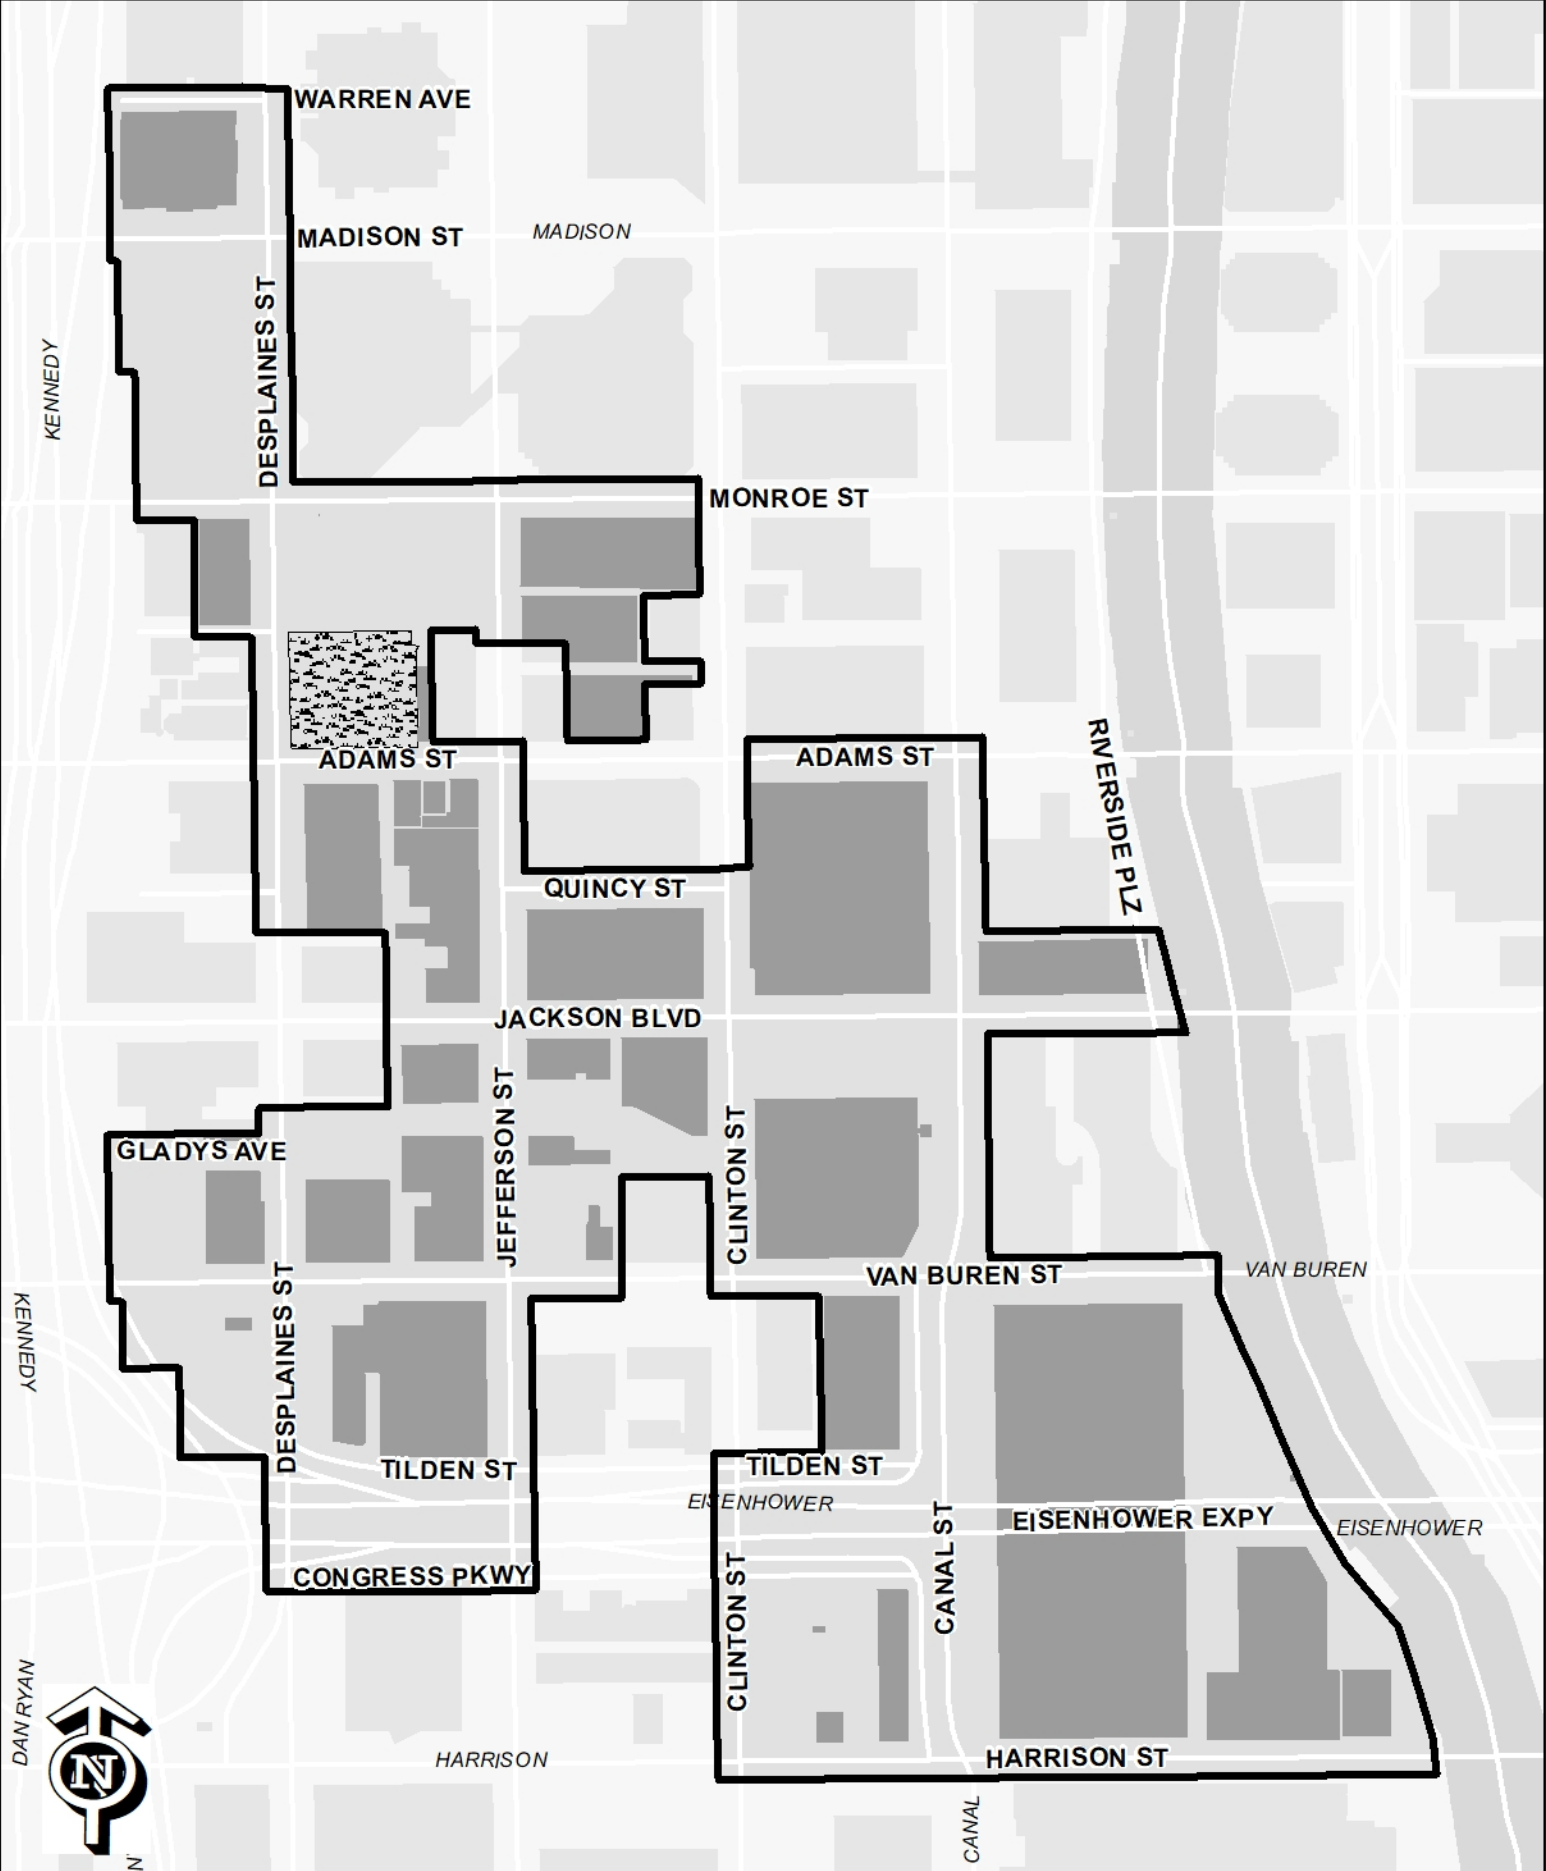 WARREN AVE
MADISON ST
MADISON
DESPLAINES ST
KENNEDY
MONROE ST
ADAMS ST
ADAMS ST
RIVERSIDE PLZ
QUINCY ST
JACKSON BLVD
JEFFERSON ST
CLINTON ST
GLADYS AVE
VAN BUREN ST
VAN BUREN
KENNEDY
DESPLAINES ST
TILDEN ST
TILDEN ST
EISENHOWER
EISENHOWER EXPY
EISENHOWER
CANAL ST
CONGRESS PKWY
CLINTON ST
DAN RYAN
HARRISON
HARRISON ST
N
CANAL
N